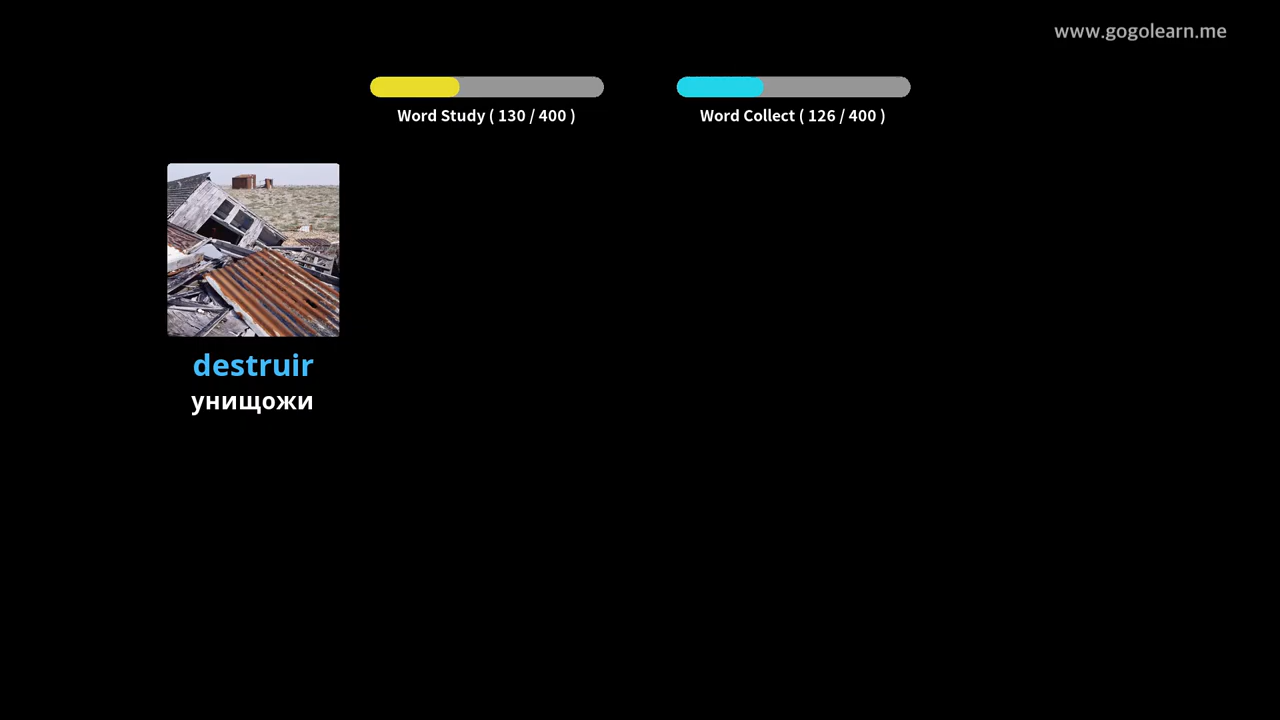 www.gogolearn.me
Word Study ( 130 / 400 )
Word Collect ( 126 / 400 )
destruir
унищожи